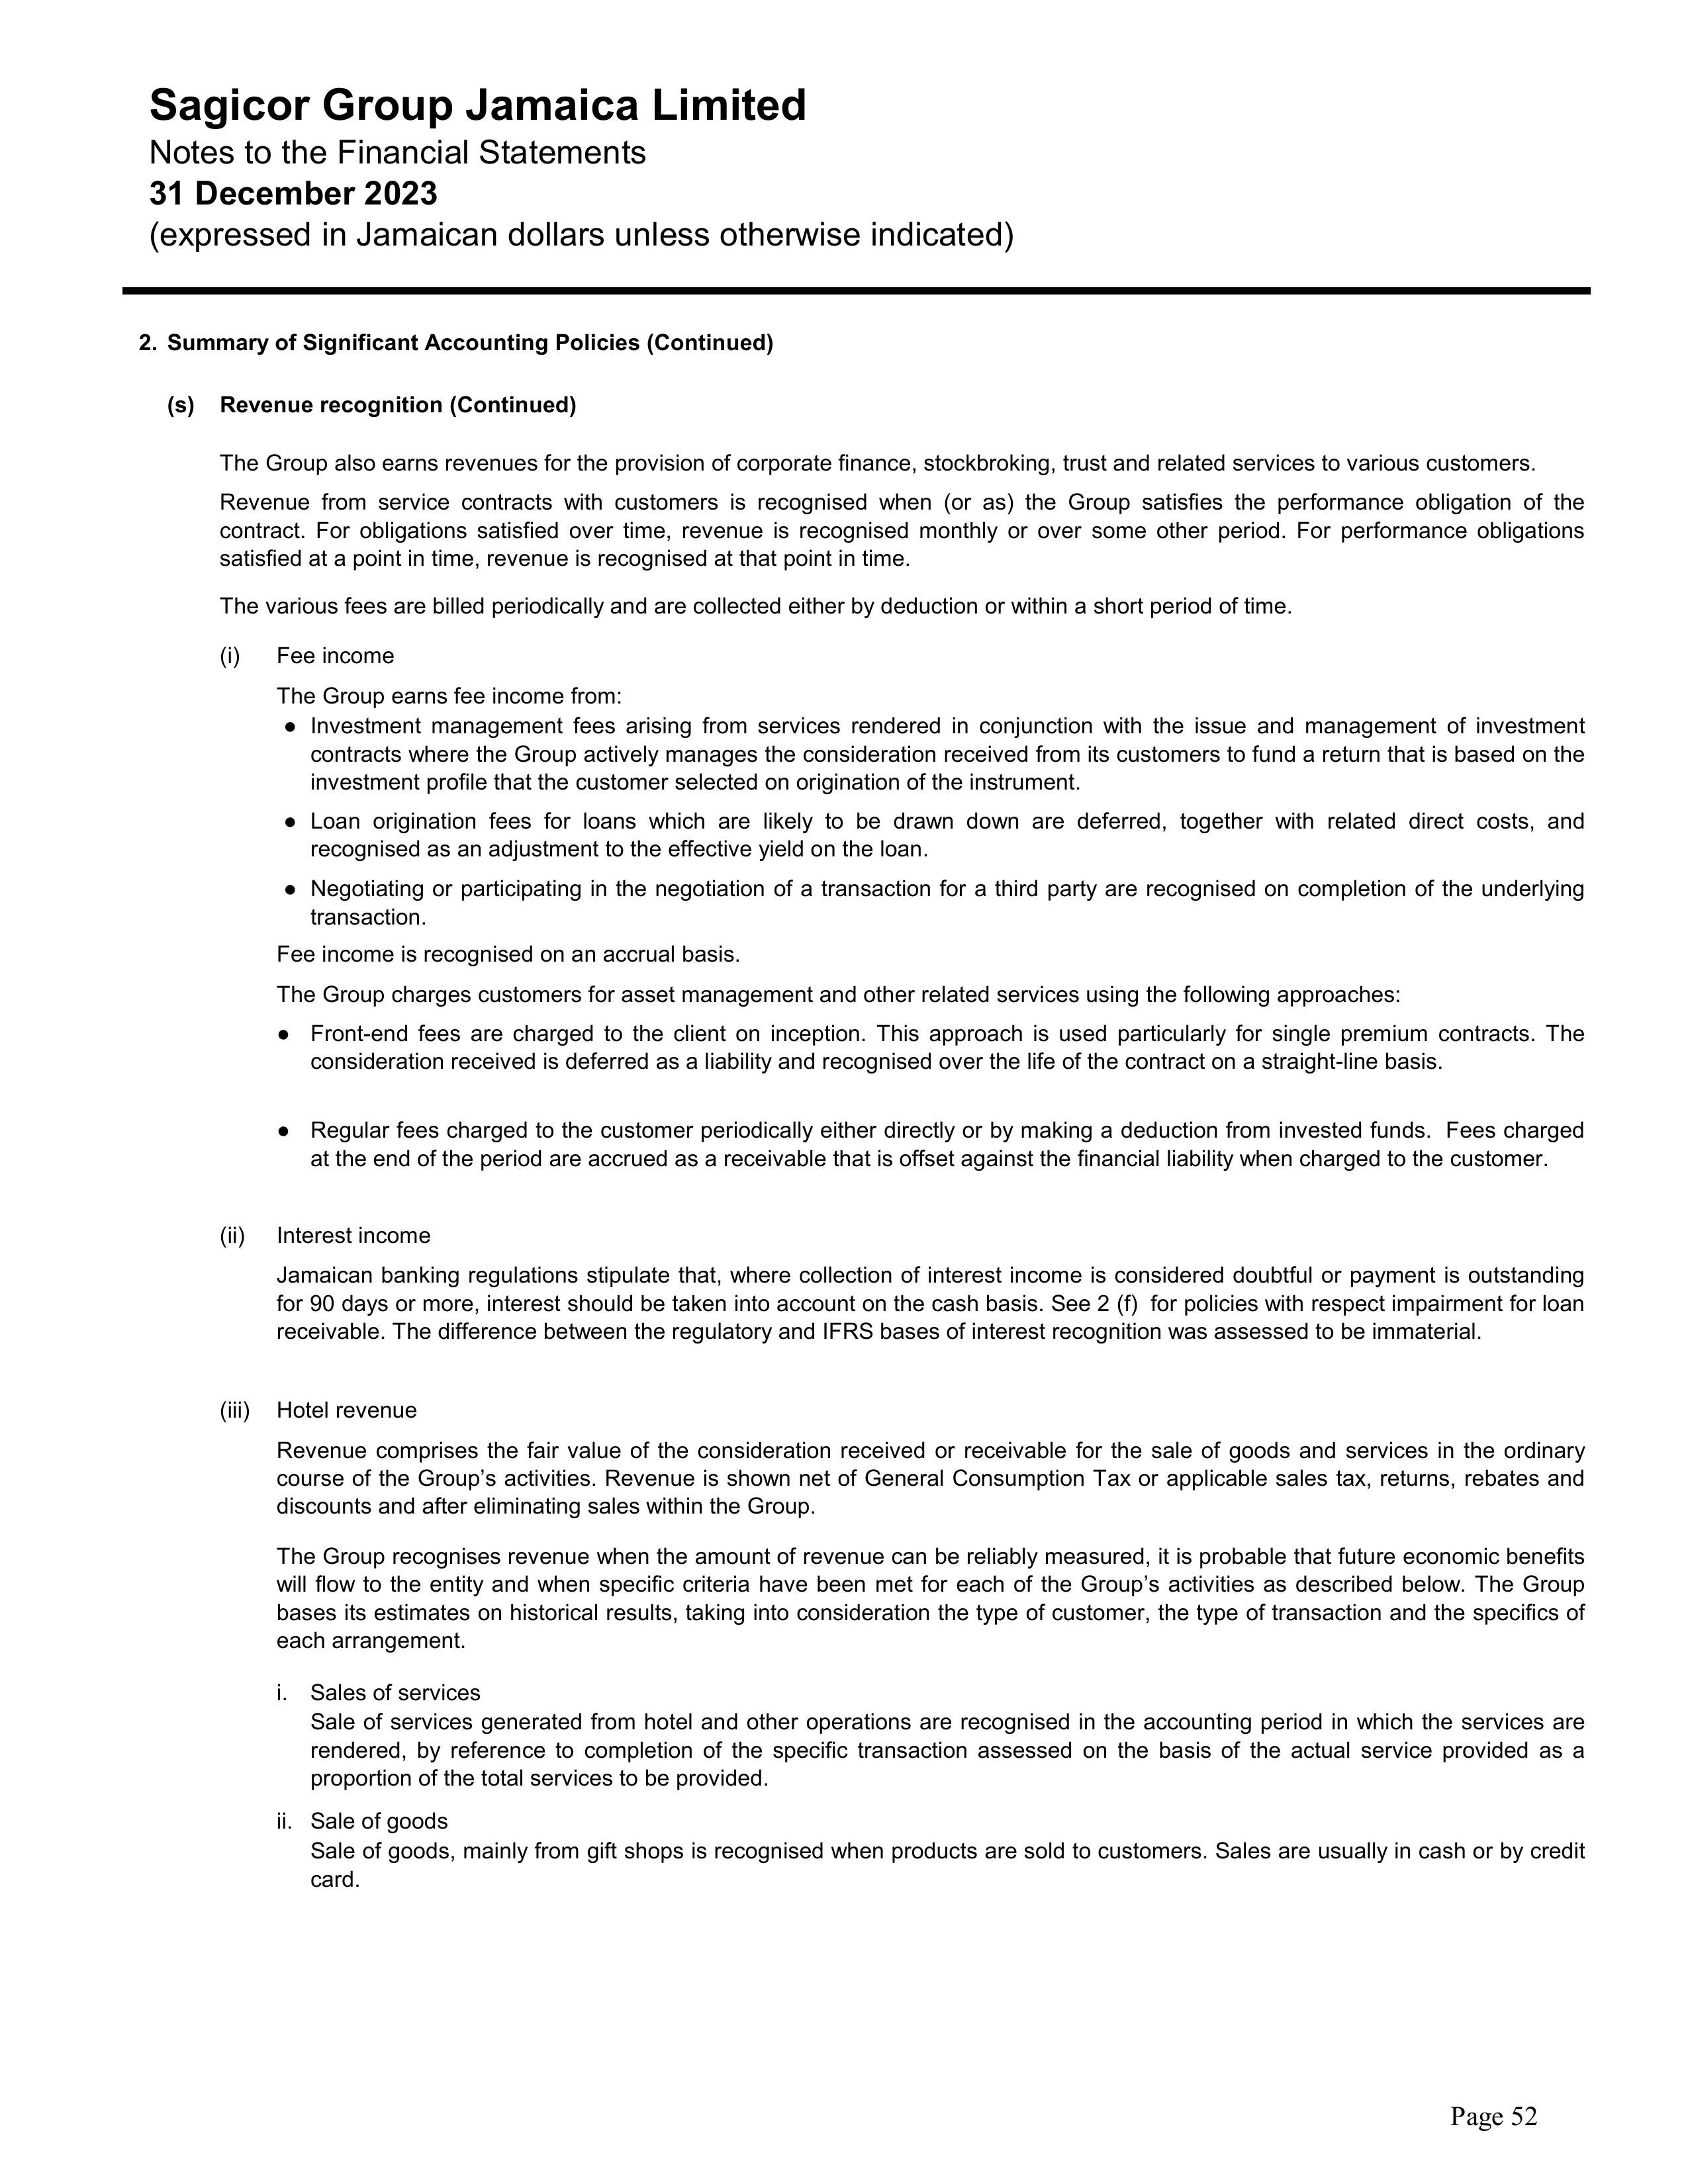 Sagicor Group Jamaica Limited
Notes to the Financial Statements
31 December 2023
(expressed in Jamaican dollars unless otherwise indicated)
2. Summary of Significant Accounting Policies (Continued)
(s) Revenue recognition (Continued)
The Group also earns revenues for the provision of corporate finance, stockbroking, trust and related services to various customers.
Revenue from service contracts with customers is recognised when (or as) the Group satisfies the performance obligation of the
contract. For obligations satisfied over time, revenue is recognised monthly or over some other period. For performance obligations
satisfied at a point in time, revenue is recognised at that point in time.
The various fees are billed periodically and are collected either by deduction or within a short period of time.
(i) Fee income
The Group earns fee income from:
● Investment management fees arising from services rendered in conjunction with the issue and management of investment
contracts where the Group actively manages the consideration received from its customers to fund a return that is based on the
investment profile that the customer selected on origination of the instrument.
● Loan origination fees for loans which are likely to be drawn down are deferred, together with related direct costs, and
recognised as an adjustment to the effective yield on the loan.
● Negotiating or participating in the negotiation of a transaction for a third party are recognised on completion of the underlying
transaction.
Fee income is recognised on an accrual basis.
The Group charges customers for asset management and other related services using the following approaches:
● Front-end fees are charged to the client on inception. This approach is used particularly for single premium contracts. The
consideration received is deferred as a liability and recognised over the life of the contract on a straight-line basis.
● Regular fees charged to the customer periodically either directly or by making a deduction from invested funds. Fees charged
at the end of the period are accrued as a receivable that is offset against the financial liability when charged to the customer.
(ii) Interest income
Jamaican banking regulations stipulate that, where collection of interest income is considered doubtful or payment is outstanding
for 90 days or more, interest should be taken into account on the cash basis. See 2 (f) for policies with respect impairment for loan
receivable. The difference between the regulatory and IFRS bases of interest recognition was assessed to be immaterial.
(iii) Hotel revenue
Revenue comprises the fair value of the consideration received or receivable for the sale of goods and services in the ordinary
course of the Group's activities. Revenue is shown net of General Consumption Tax or applicable sales tax, returns, rebates and
discounts and after eliminating sales within the Group.
The Group recognises revenue when the amount of revenue can be reliably measured, it is probable that future economic benefits
will flow to the entity and when specific criteria have been met for each of the Group's activities as described below. The Group
bases its estimates on historical results, taking into consideration the type of customer, the type of transaction and the specifics of
each arrangement.
i. Sales of services
Sale of services generated from hotel and other operations are recognised in the accounting period in which the services are
rendered, by reference to completion of the specific transaction assessed on the basis of the actual service provided as a
proportion of the total services to be provided.
ii. Sale of goods
Sale of goods, mainly from gift shops is recognised when products are sold to customers. Sales are usually in cash or by credit
card.
Page 52